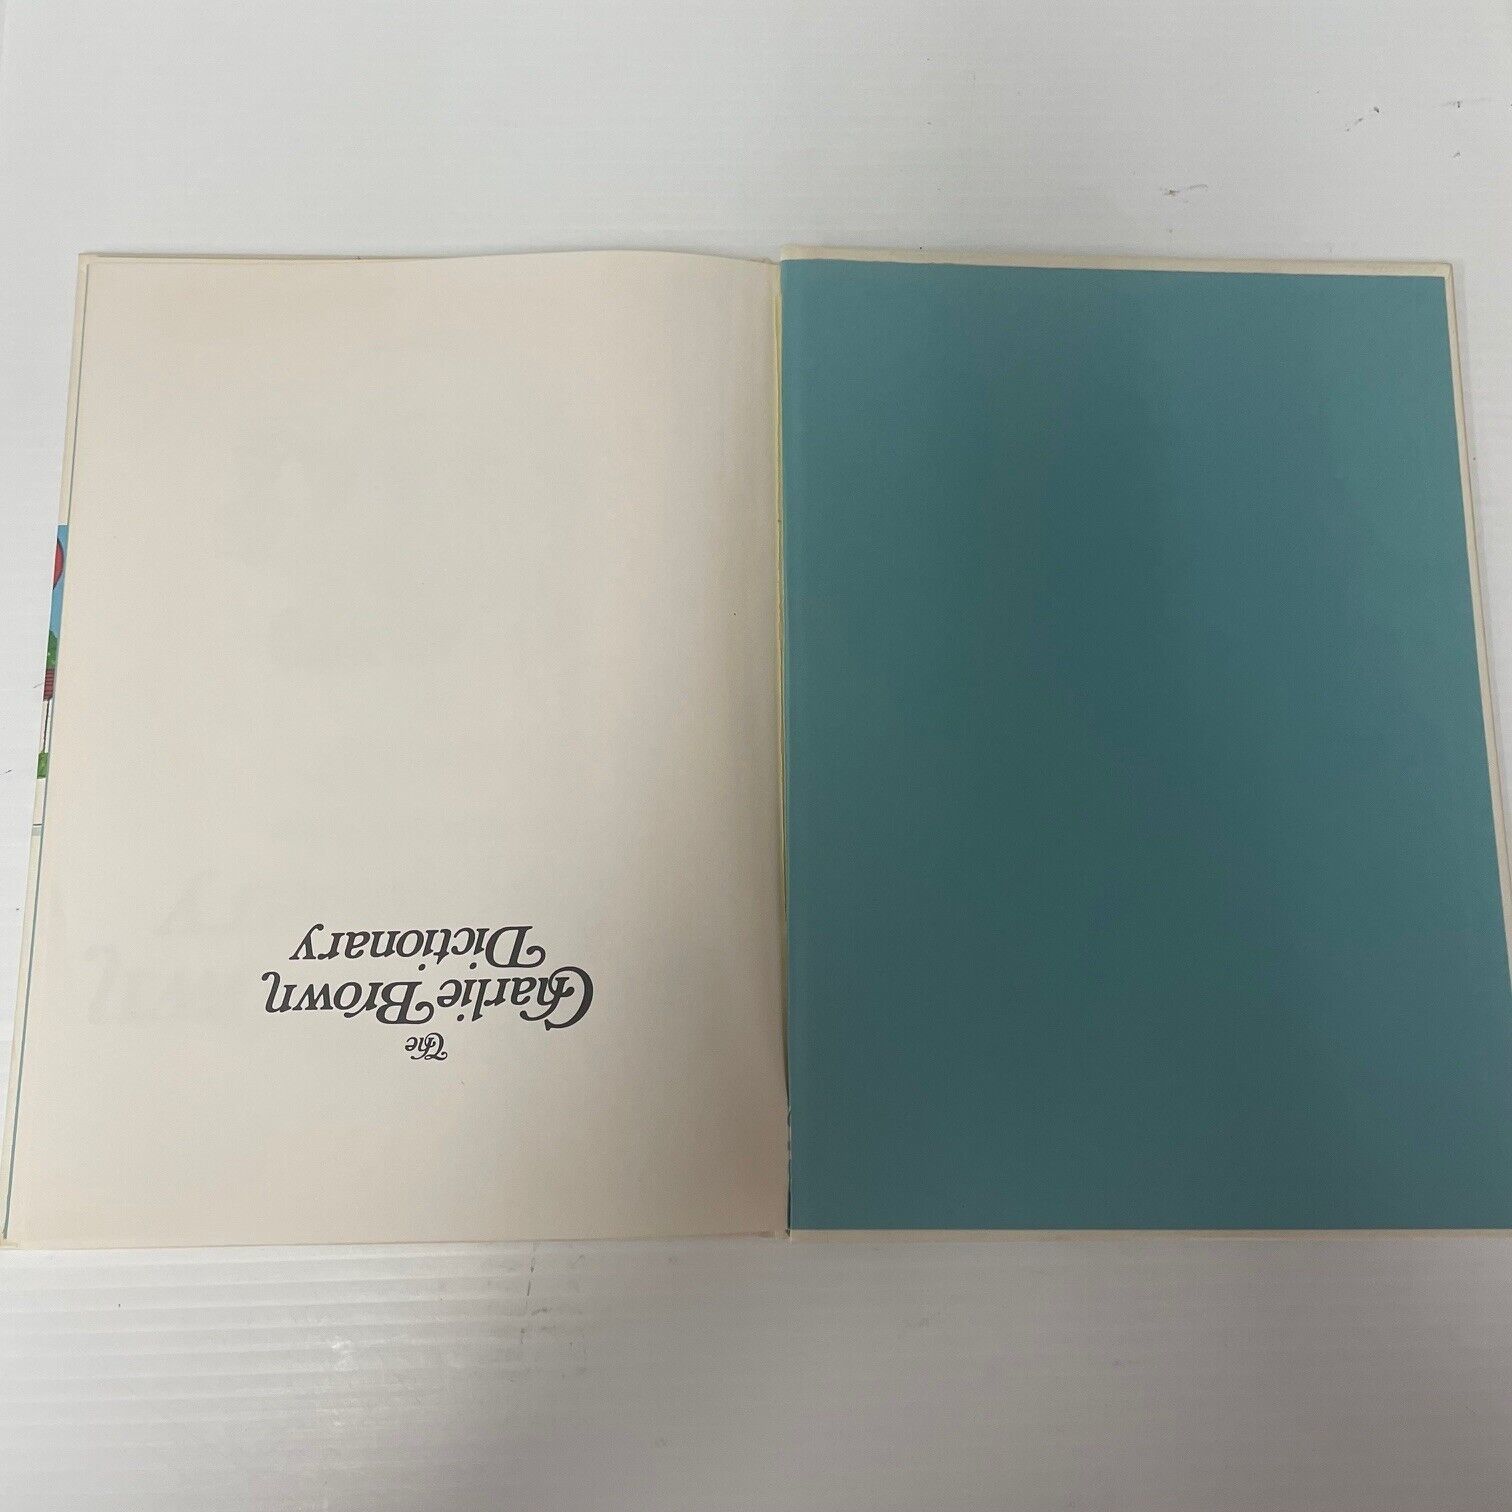 The
Charlie Brown
Dictionary